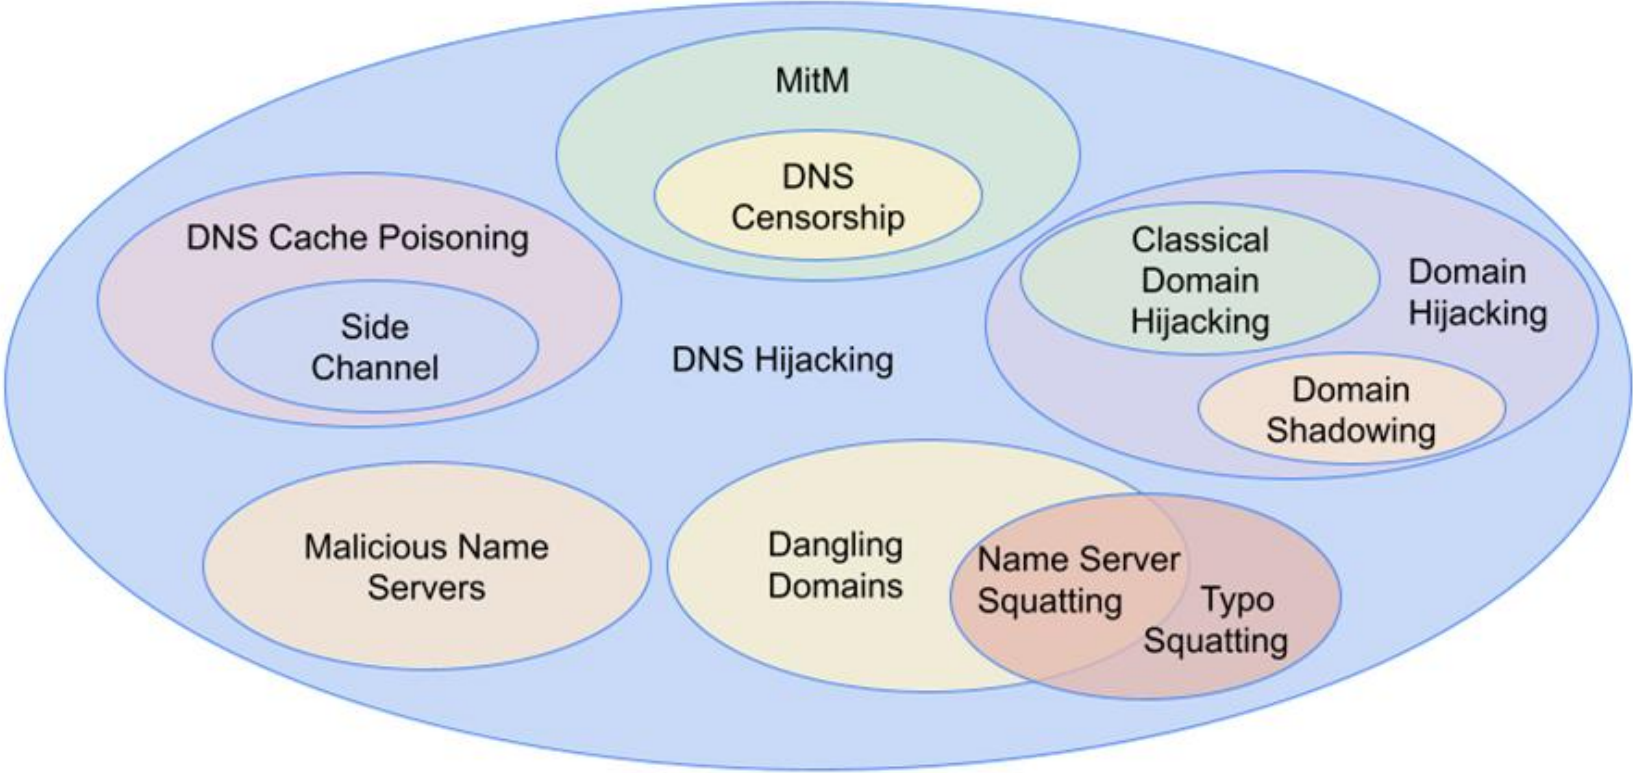 MitM
DNS
Censorship
DNS Cache Poisoning
Side
Channel
Classical
Domain
Hijacking
Domain
Hijacking
Domain
Shadowing
DNS Hijacking
Malicious Name
Servers
Dangling
Domains
Name Server
Squatting
Typo
Squatting